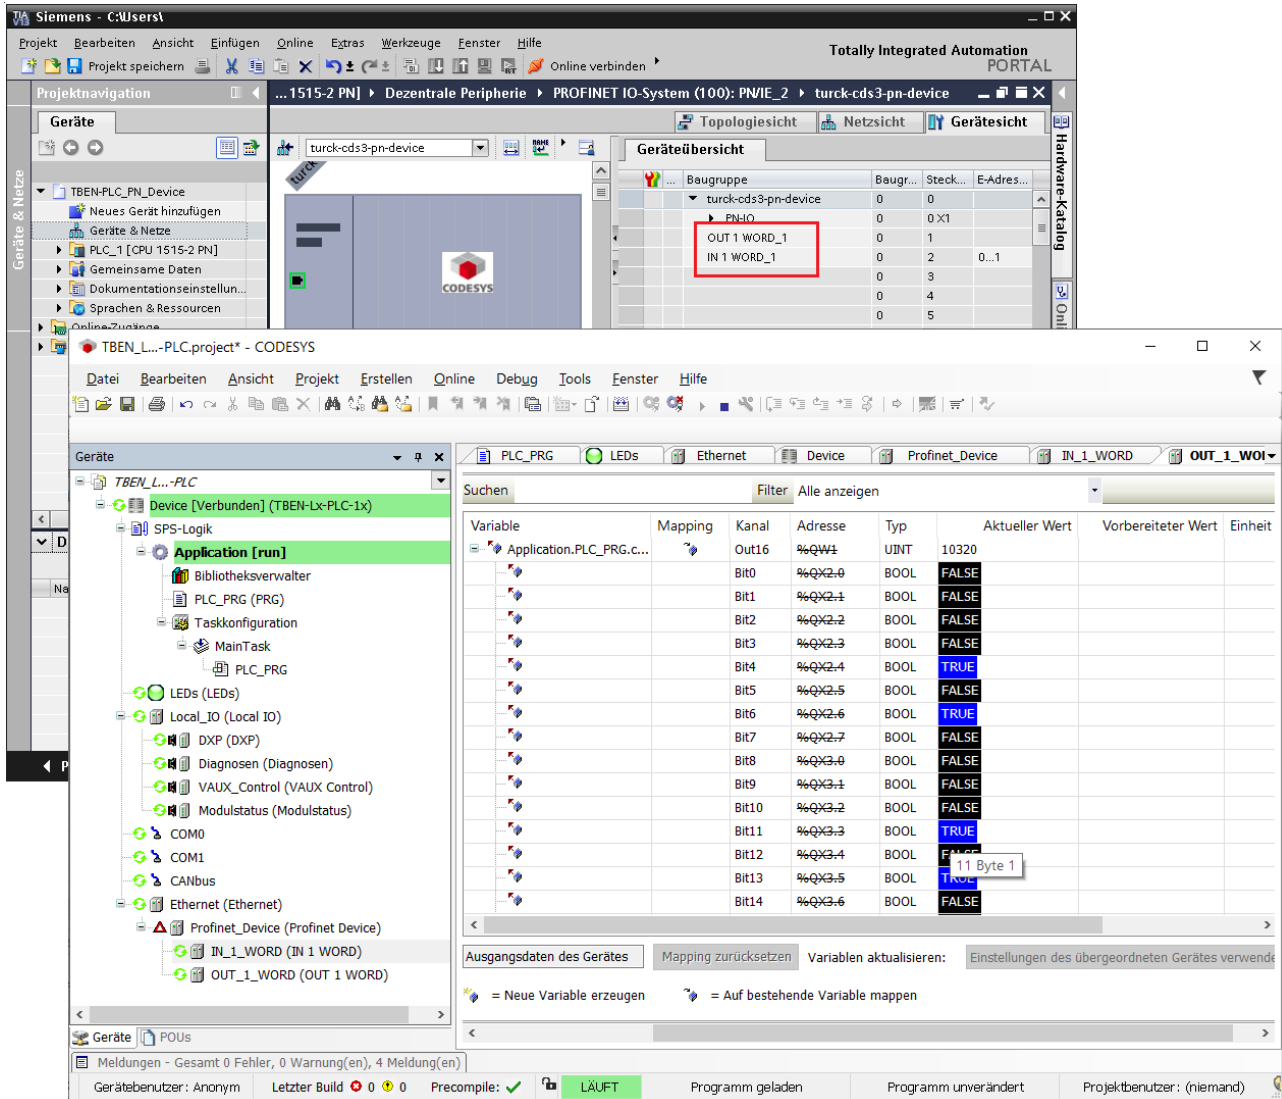 Siemens - C:\Users\
Projekt Bearbeiten Ansicht Einfügen Online Extras Werkzeuge Fenster Hilfe
Totally Integrated Automation
PORTAL
Projekt speichern Online verbinden
Projektnavigation
...1515-2 PN] Dezentrale Peripherie PROFINET IO-System (100): PN/IE_2 turck-cds3-pn-device
Geräte
Topologiesicht Netzsicht Gerätesicht
turck-cds3-pn-device
Geräteübersicht
Hardware-Katalog
Geräte & Netze
... Baugruppe Baugr... Steck... E-Adres...
turck-cds3-pn-device 0 0
PN-IO 0 0 X1
OUT 1 WORD_1 0 1
IN 1 WORD_1 0 2 0...1
0 3
0 4
0 5
TBEN-PLC_PN_Device
Neues Gerät hinzufügen
Geräte & Netze
PLC_1 [CPU 1515-2 PN]
Gemeinsame Daten
Dokumentationseinstellun...
Sprachen & Ressourcen
Online-Zugänge
turck
CODESYS
Onli
D
Na
P
TBEN_L...-PLC.project* - CODESYS
Datei Bearbeiten Ansicht Projekt Erstellen Online Debug Tools Fenster Hilfe
Geräte
TBEN_L...-PLC
Device [Verbunden] (TBEN-Lx-PLC-1x)
SPS-Logik
Application [run]
Bibliotheksverwalter
PLC_PRG (PRG)
Taskkonfiguration
MainTask
PLC_PRG
LEDs (LEDs)
Local_IO (Local IO)
DXP (DXP)
Diagnosen (Diagnosen)
VAUX_Control (VAUX Control)
Modulstatus (Modulstatus)
COM0
COM1
CANbus
Ethernet (Ethernet)
Profinet_Device (Profinet Device)
IN_1_WORD (IN 1 WORD)
OUT_1_WORD (OUT 1 WORD)
Geräte POUs
PLC_PRG LEDs Ethernet Device Profinet_Device IN_1_WORD OUT_1_WOI
Suchen Filter Alle anzeigen
Variable Mapping Kanal Adresse Typ Aktueller Wert Vorbereiteter Wert Einheit
Application.PLC_PRG.c... Out16 %QW1 UINT 10320
Bit0 %QX2.0 BOOL FALSE
Bit1 %QX2.1 BOOL FALSE
Bit2 %QX2.2 BOOL FALSE
Bit3 %QX2.3 BOOL FALSE
Bit4 %QX2.4 BOOL TRUE
Bit5 %QX2.5 BOOL FALSE
Bit6 %QX2.6 BOOL TRUE
Bit7 %QX2.7 BOOL FALSE
Bit8 %QX3.0 BOOL FALSE
Bit9 %QX3.1 BOOL FALSE
Bit10 %QX3.2 BOOL FALSE
Bit11 %QX3.3 BOOL TRUE
Bit12 %QX3.4 BOOL FALSE
11 Byte 1
Bit13 %QX3.5 BOOL TRUE
Bit14 %QX3.6 BOOL FALSE
Ausgangsdaten des Gerätes Mapping zurücksetzen Variablen aktualisieren: Einstellungen des übergeordneten Gerätes verwende
= Neue Variable erzeugen = Auf bestehende Variable mappen
Meldungen - Gesamt 0 Fehler, 0 Warnung(en), 4 Meldung(en)
Gerätebenutzer: Anonym Letzter Build 0 0 Precompile: LÄUFT Programm geladen Programm unverändert Projektbenutzer: (niemand)